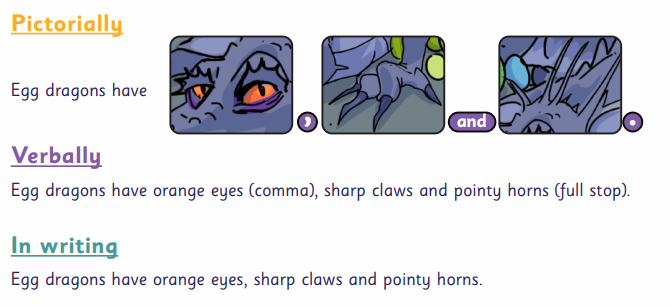 Pictorially
Egg dragons have , and .
Verbally
Egg dragons have orange eyes (comma), sharp claws and pointy horns (full stop).
In writing
Egg dragons have orange eyes, sharp claws and pointy horns.